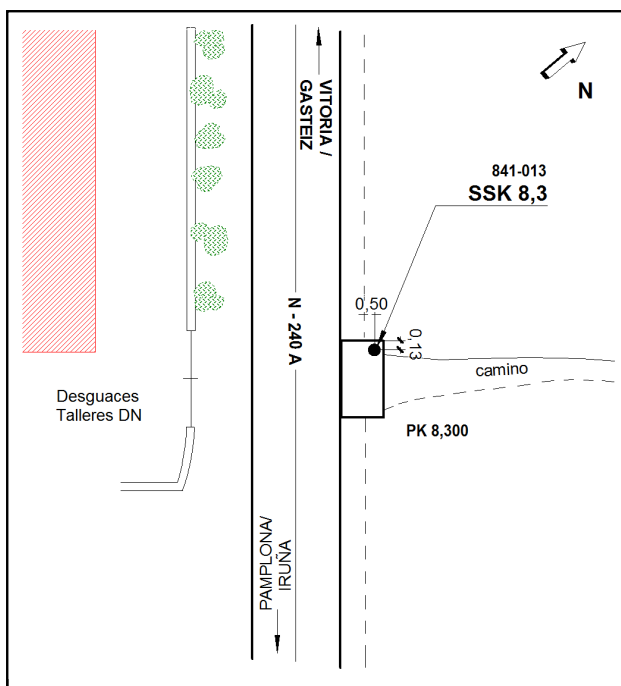 N
VITORIA /
GASTEIZ
841-013
SSK 8,3
0,50
0,13
N - 240 A
camino
Desguaces
Talleres DN
PK 8,300
PAMPLONA/
IRUÑA